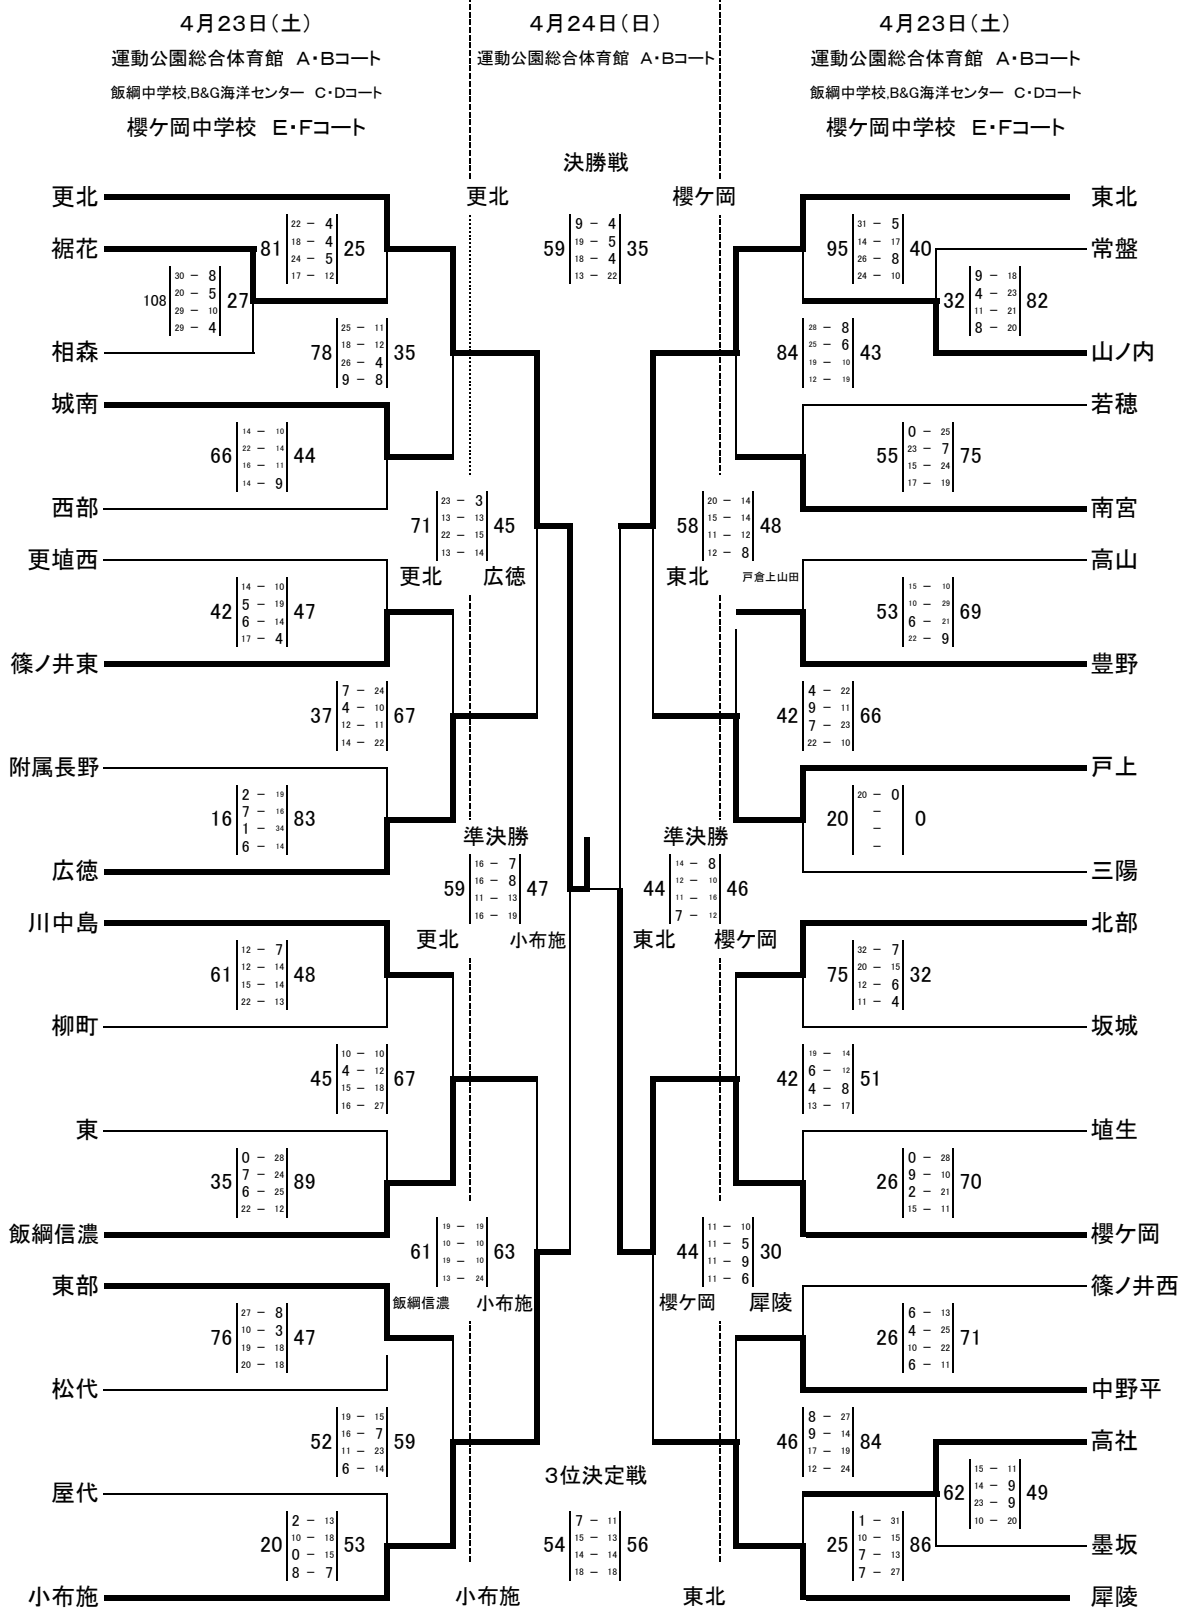 4月23日(土)
運動公園総合体育館 A・Bコート
飯綱中学校,B&G海洋センター C・Dコート
櫻ケ岡中学校 E・Fコート
4月24日(日)
運動公園総合体育館 A・Bコート
4月23日(土)
運動公園総合体育館 A・Bコート
飯綱中学校,B&G海洋センター C・Dコート
櫻ケ岡中学校 E・Fコート
決勝戦
更北 櫻ケ岡
59 35
9 - 4
19 - 5
18 - 4
13 - 22
更北
裾花
81 25
22 - 4
18 - 4
24 - 5
17 - 12
108 27
30 - 8
20 - 5
29 - 10
29 - 4
相森
78 35
25 - 11
18 - 12
26 - 4
9 - 8
城南
66 44
14 - 10
22 - 14
16 - 11
14 - 9
西部
71 45
23 - 3
13 - 13
22 - 15
13 - 14
更北 広徳
更埴西
42 47
14 - 10
5 - 19
6 - 14
17 - 4
篠ノ井東
37 67
7 - 24
4 - 10
12 - 11
14 - 22
附属長野
16 83
2 - 19
7 - 16
1 - 34
6 - 14
広徳
準決勝
59 47
16 - 7
16 - 8
11 - 13
16 - 19
更北 小布施
川中島
61 48
12 - 7
12 - 14
15 - 14
22 - 13
柳町
45 67
10 - 10
4 - 12
15 - 18
16 - 27
東
35 89
0 - 28
7 - 24
6 - 25
22 - 12
飯綱信濃
61 63
19 - 19
10 - 10
19 - 10
13 - 24
飯綱信濃 小布施
東部
76 47
27 - 8
10 - 3
19 - 18
20 - 18
松代
52 59
19 - 15
16 - 7
11 - 23
6 - 14
屋代
20 53
2 - 13
10 - 18
0 - 15
8 - 7
小布施
3位決定戦
54 56
7 - 11
15 - 13
14 - 14
18 - 18
小布施 東北
東北
95 40
31 - 5
14 - 17
26 - 8
24 - 10
常盤
32 82
9 - 18
4 - 23
11 - 21
8 - 20
山ノ内
84 43
28 - 8
25 - 6
19 - 10
12 - 19
若穂
55 75
0 - 25
23 - 7
15 - 24
17 - 19
南宮
58 48
20 - 14
15 - 14
11 - 12
12 - 8
東北 戸倉上山田
高山
53 69
15 - 10
10 - 29
6 - 21
22 - 9
豊野
42 66
4 - 22
9 - 11
7 - 23
22 - 10
戸上
20 0
20 - 0
-
-
-
三陽
準決勝
44 46
14 - 8
12 - 10
11 - 16
7 - 12
東北 櫻ケ岡
北部
75 32
32 - 7
20 - 15
12 - 6
11 - 4
坂城
42 51
19 - 14
6 - 12
4 - 8
13 - 17
埴生
26 70
0 - 28
9 - 10
2 - 21
15 - 11
櫻ケ岡
44 30
11 - 10
11 - 5
11 - 9
11 - 6
櫻ケ岡 犀陵
篠ノ井西
26 71
6 - 13
4 - 25
10 - 22
6 - 11
中野平
46 84
8 - 27
9 - 14
17 - 19
12 - 24
高社
62 49
15 - 11
14 - 9
23 - 9
10 - 20
墨坂
25 86
1 - 31
10 - 15
7 - 13
7 - 27
犀陵